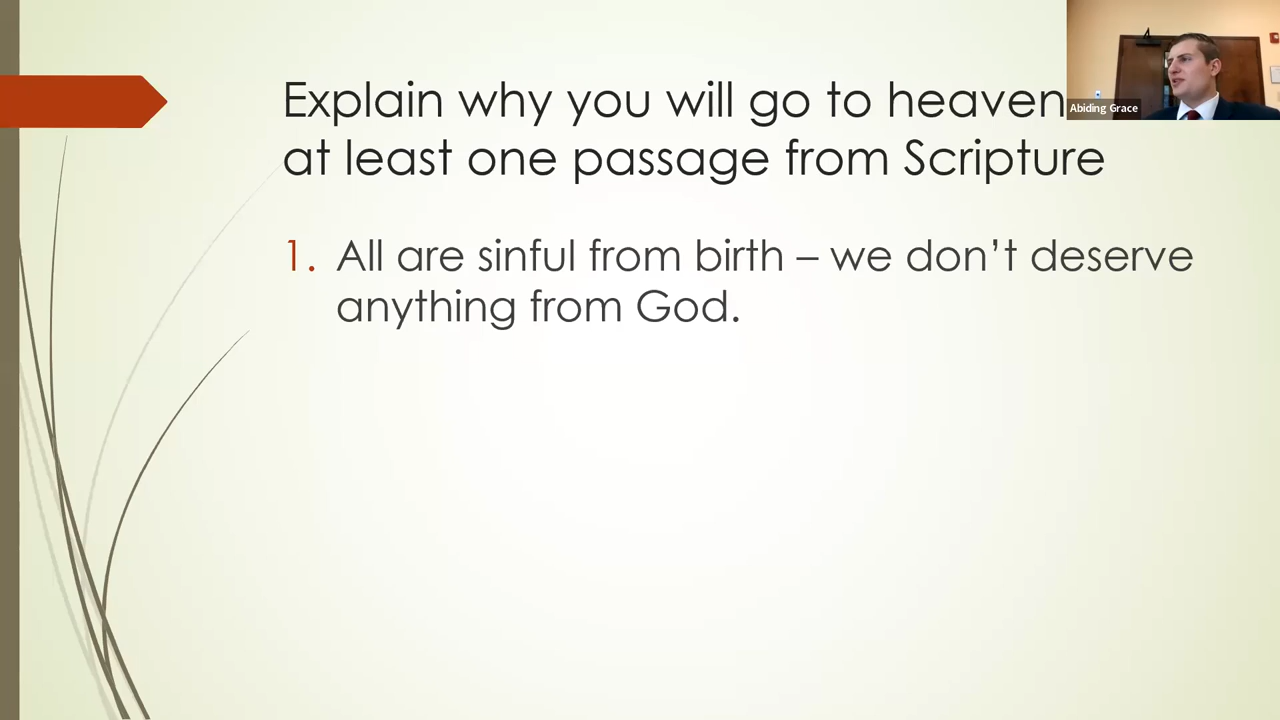 Explain why you will go to heaven
at least one passage from Scripture
1. All are sinful from birth – we don’t deserve
anything from God.
Abiding Grace